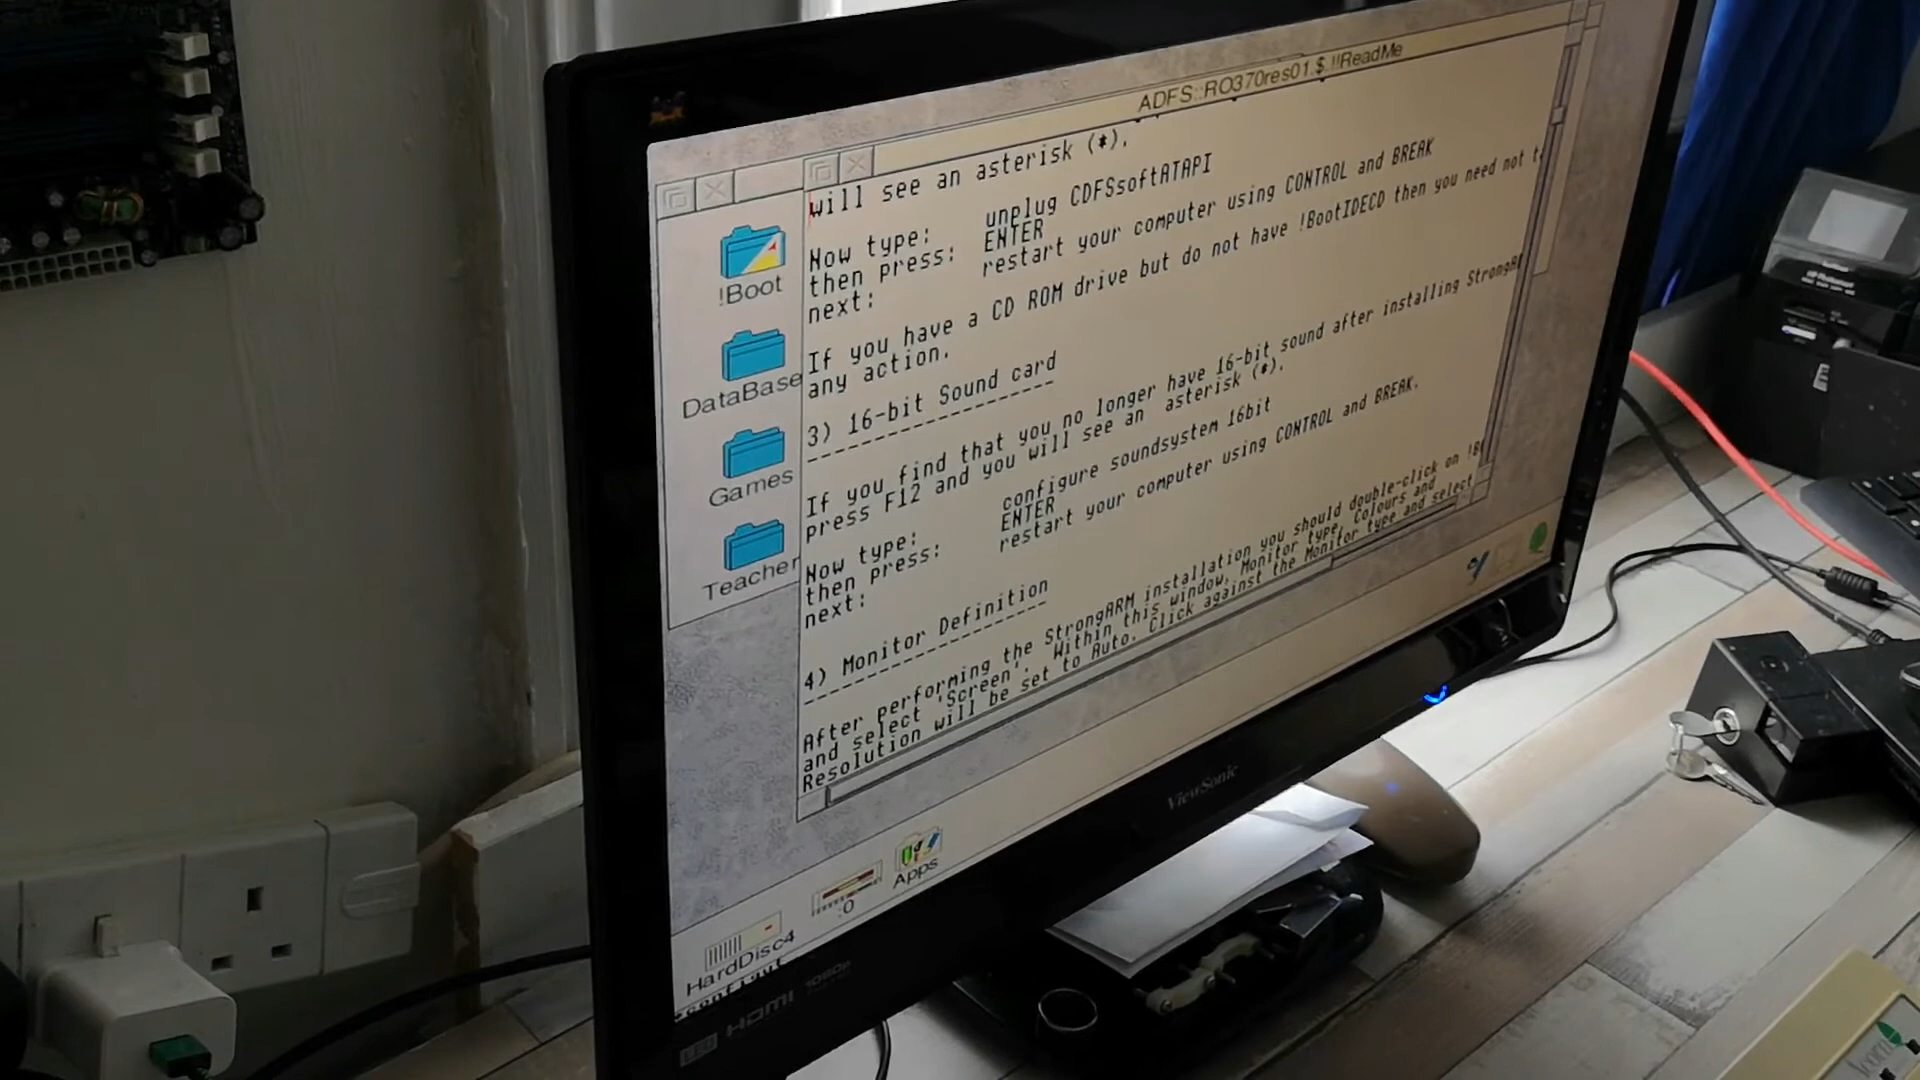 ADFS::RO370res01.$.!!ReadMe
will see an asterisk (*).
Now type: unplug CDFSsoftATAPI
then press: ENTER
next: restart your computer using CONTROL and BREAK
If you have a CD ROM drive but do not have !BootIDECD then you need not
any action.
3) 16-bit Sound card
If you find that you no longer have 16-bit sound after installing
press F12 and you will see an asterisk (*).
Now type: configure soundsystem 16bit
then press: ENTER
next: restart your computer using CONTROL and BREAK.
4) Monitor Definition
After performing the StrongARM installation you should double-click on
and select 'Screen'. Within this window, Monitor type, Colours and
Resolution will be set to Auto. Click against the Monitor type and select
!Boot
DataBase
Games
Teacher
Apps
:0
HardDisc4
ViewSonic
LED HDMI 1080p
acorn